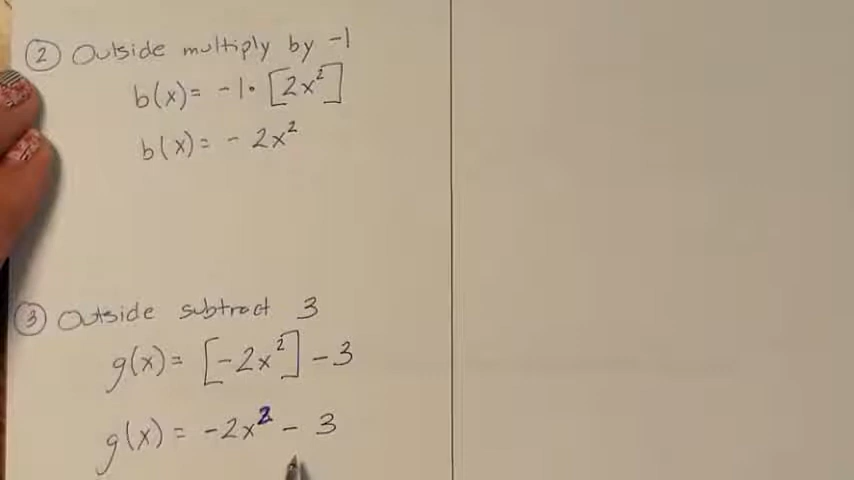 ② Outside multiply by -1
b(x) = -1 · [2x²]
b(x) = - 2x²
③ Outside subtract 3
g(x) = [-2x²] - 3
g(x) = -2x² - 3